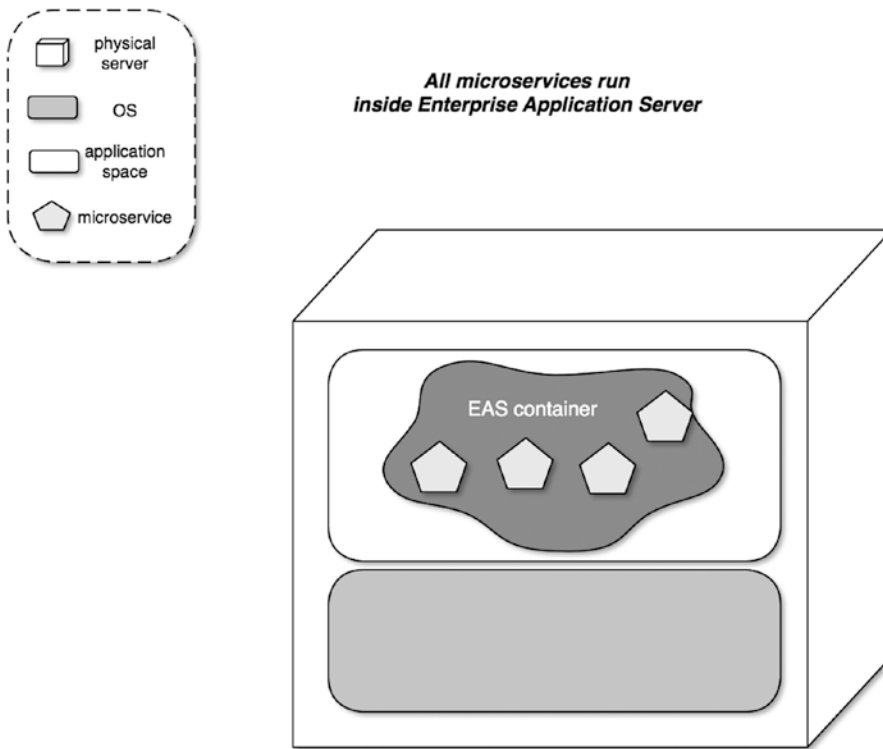 physical
server
OS
application
space
microservice
All microservices run
inside Enterprise Application Server
EAS container